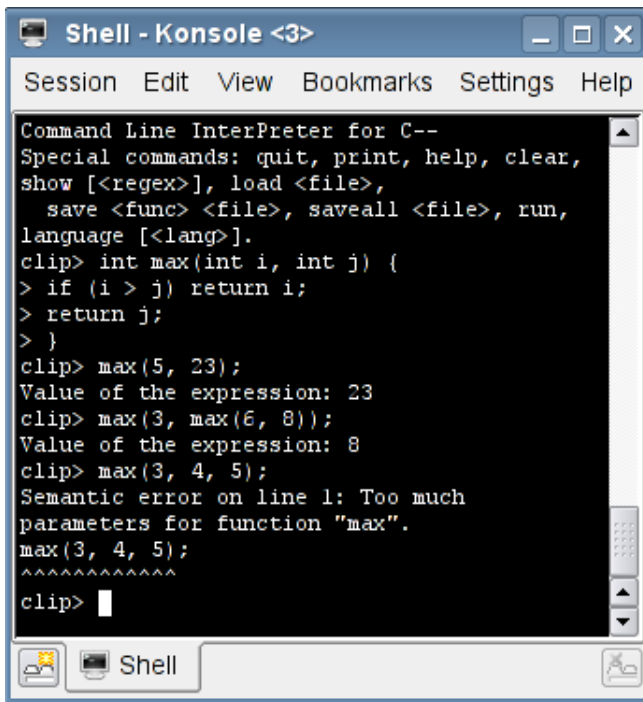 Shell - Konsole <3>
Session Edit View Bookmarks Settings Help
Command Line InterPreter for C--
Special commands: quit, print, help, clear,
show [<regex>], load <file>,
  save <func> <file>, saveall <file>, run,
language [<lang>].
clip> int max(int i, int j) {
> if (i > j) return i;
> return j;
> }
clip> max(5, 23);
Value of the expression: 23
clip> max(3, max(6, 8));
Value of the expression: 8
clip> max(3, 4, 5);
Semantic error on line 1: Too much
parameters for function "max".
max(3, 4, 5);
^^^^^^^^^^^^
clip>
Shell